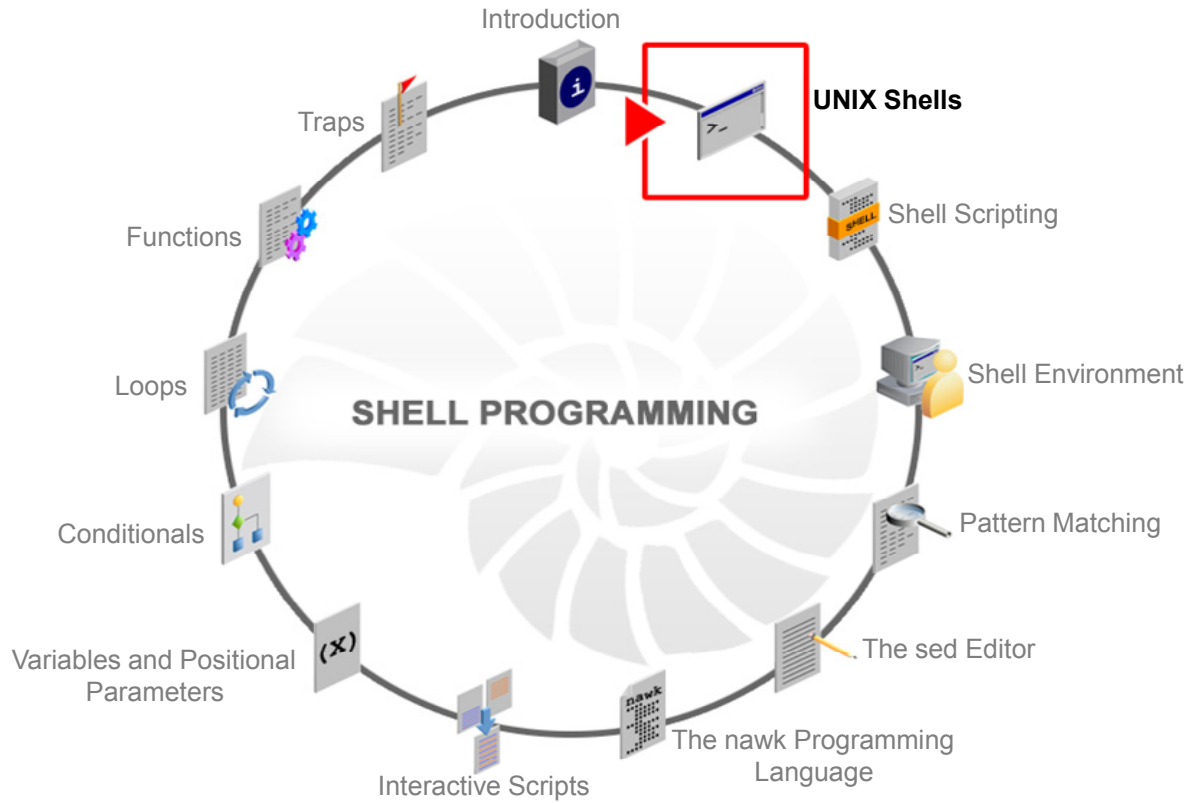 Introduction
UNIX Shells
Traps
i
>_
Shell Scripting
SHELL
Functions
Shell Environment
>_
Loops
SHELL PROGRAMMING
Pattern Matching
Conditionals
The sed Editor
(X)
Variables and Positional
Parameters
nawk
The nawk Programming
Language
Interactive Scripts